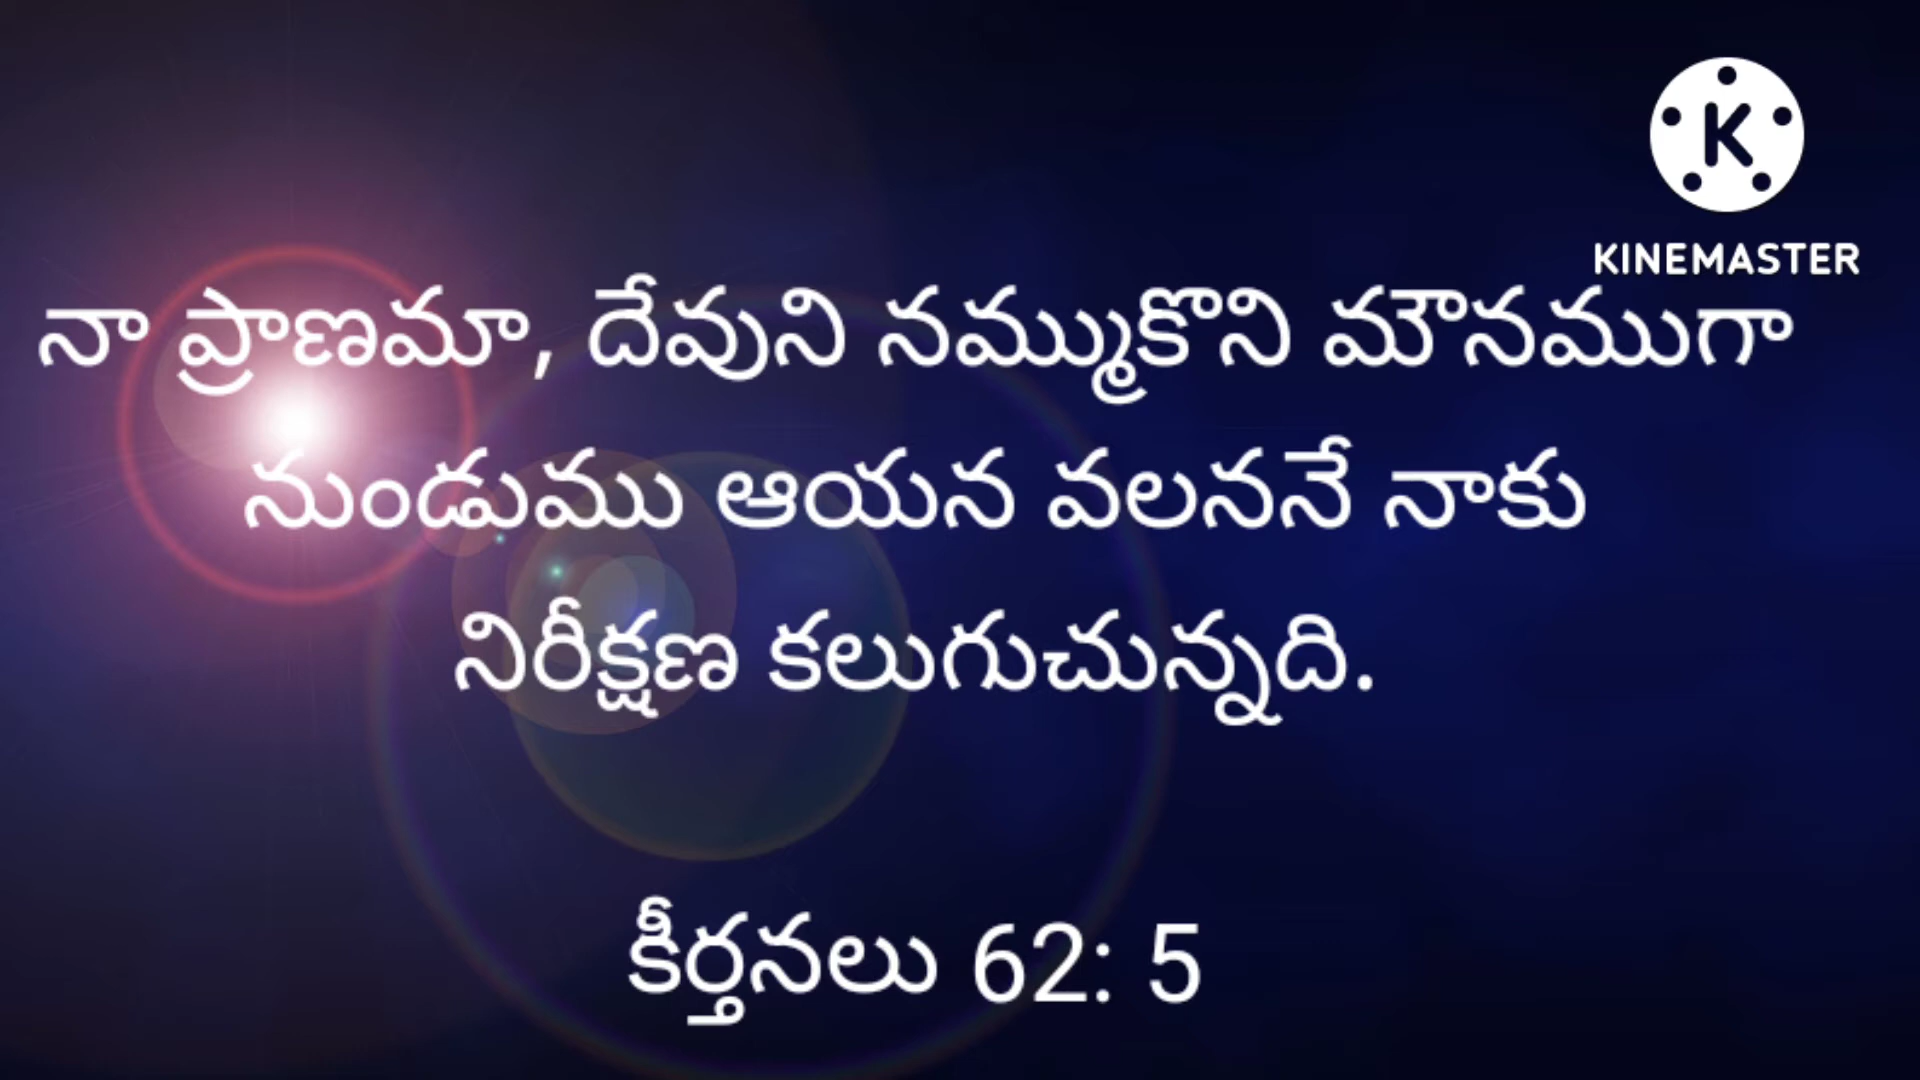 KINEMASTER
నా ప్రాణమా, దేవుని నమ్ముకొని మౌనముగా
నుండుము ఆయన వలననే నాకు
నిరీక్షణ కలుగుచున్నది.
కీర్తనలు 62: 5